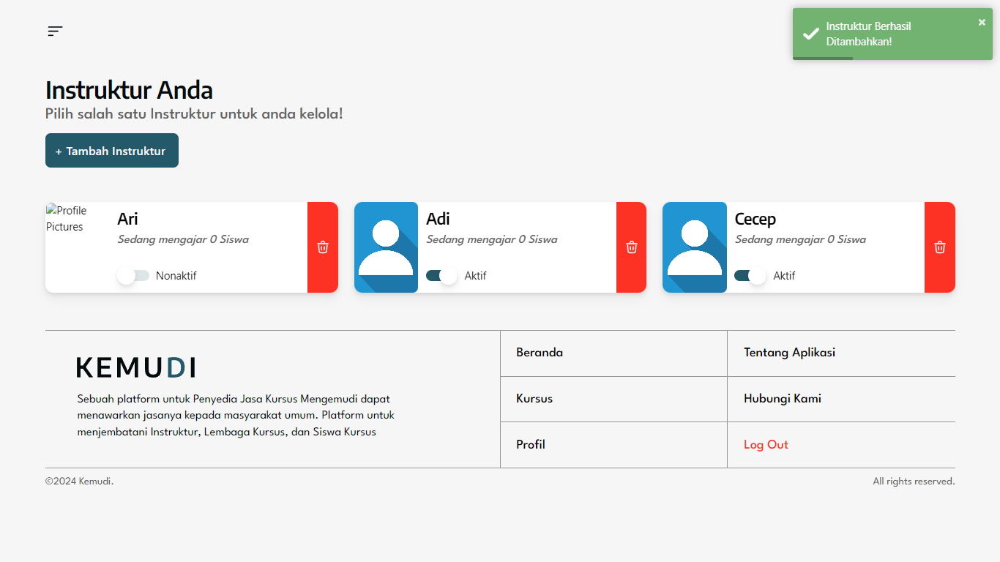 Instruktur Berhasil
Ditambahkan!
×
Instruktur Anda
Pilih salah satu Instruktur untuk anda kelola!
+ Tambah Instruktur
Profile
Pictures
Ari
Sedang mengajar 0 Siswa
Nonaktif
Adi
Sedang mengajar 0 Siswa
Aktif
Cecep
Sedang mengajar 0 Siswa
Aktif
KEMUDI
Sebuah platform untuk Penyedia Jasa Kursus Mengemudi dapat
menawarkan jasanya kepada masyarakat umum. Platform untuk
menjembatani Instruktur, Lembaga Kursus, dan Siswa Kursus
Beranda
Tentang Aplikasi
Kursus
Hubungi Kami
Profil
Log Out
©2024 Kemudi.
All rights reserved.